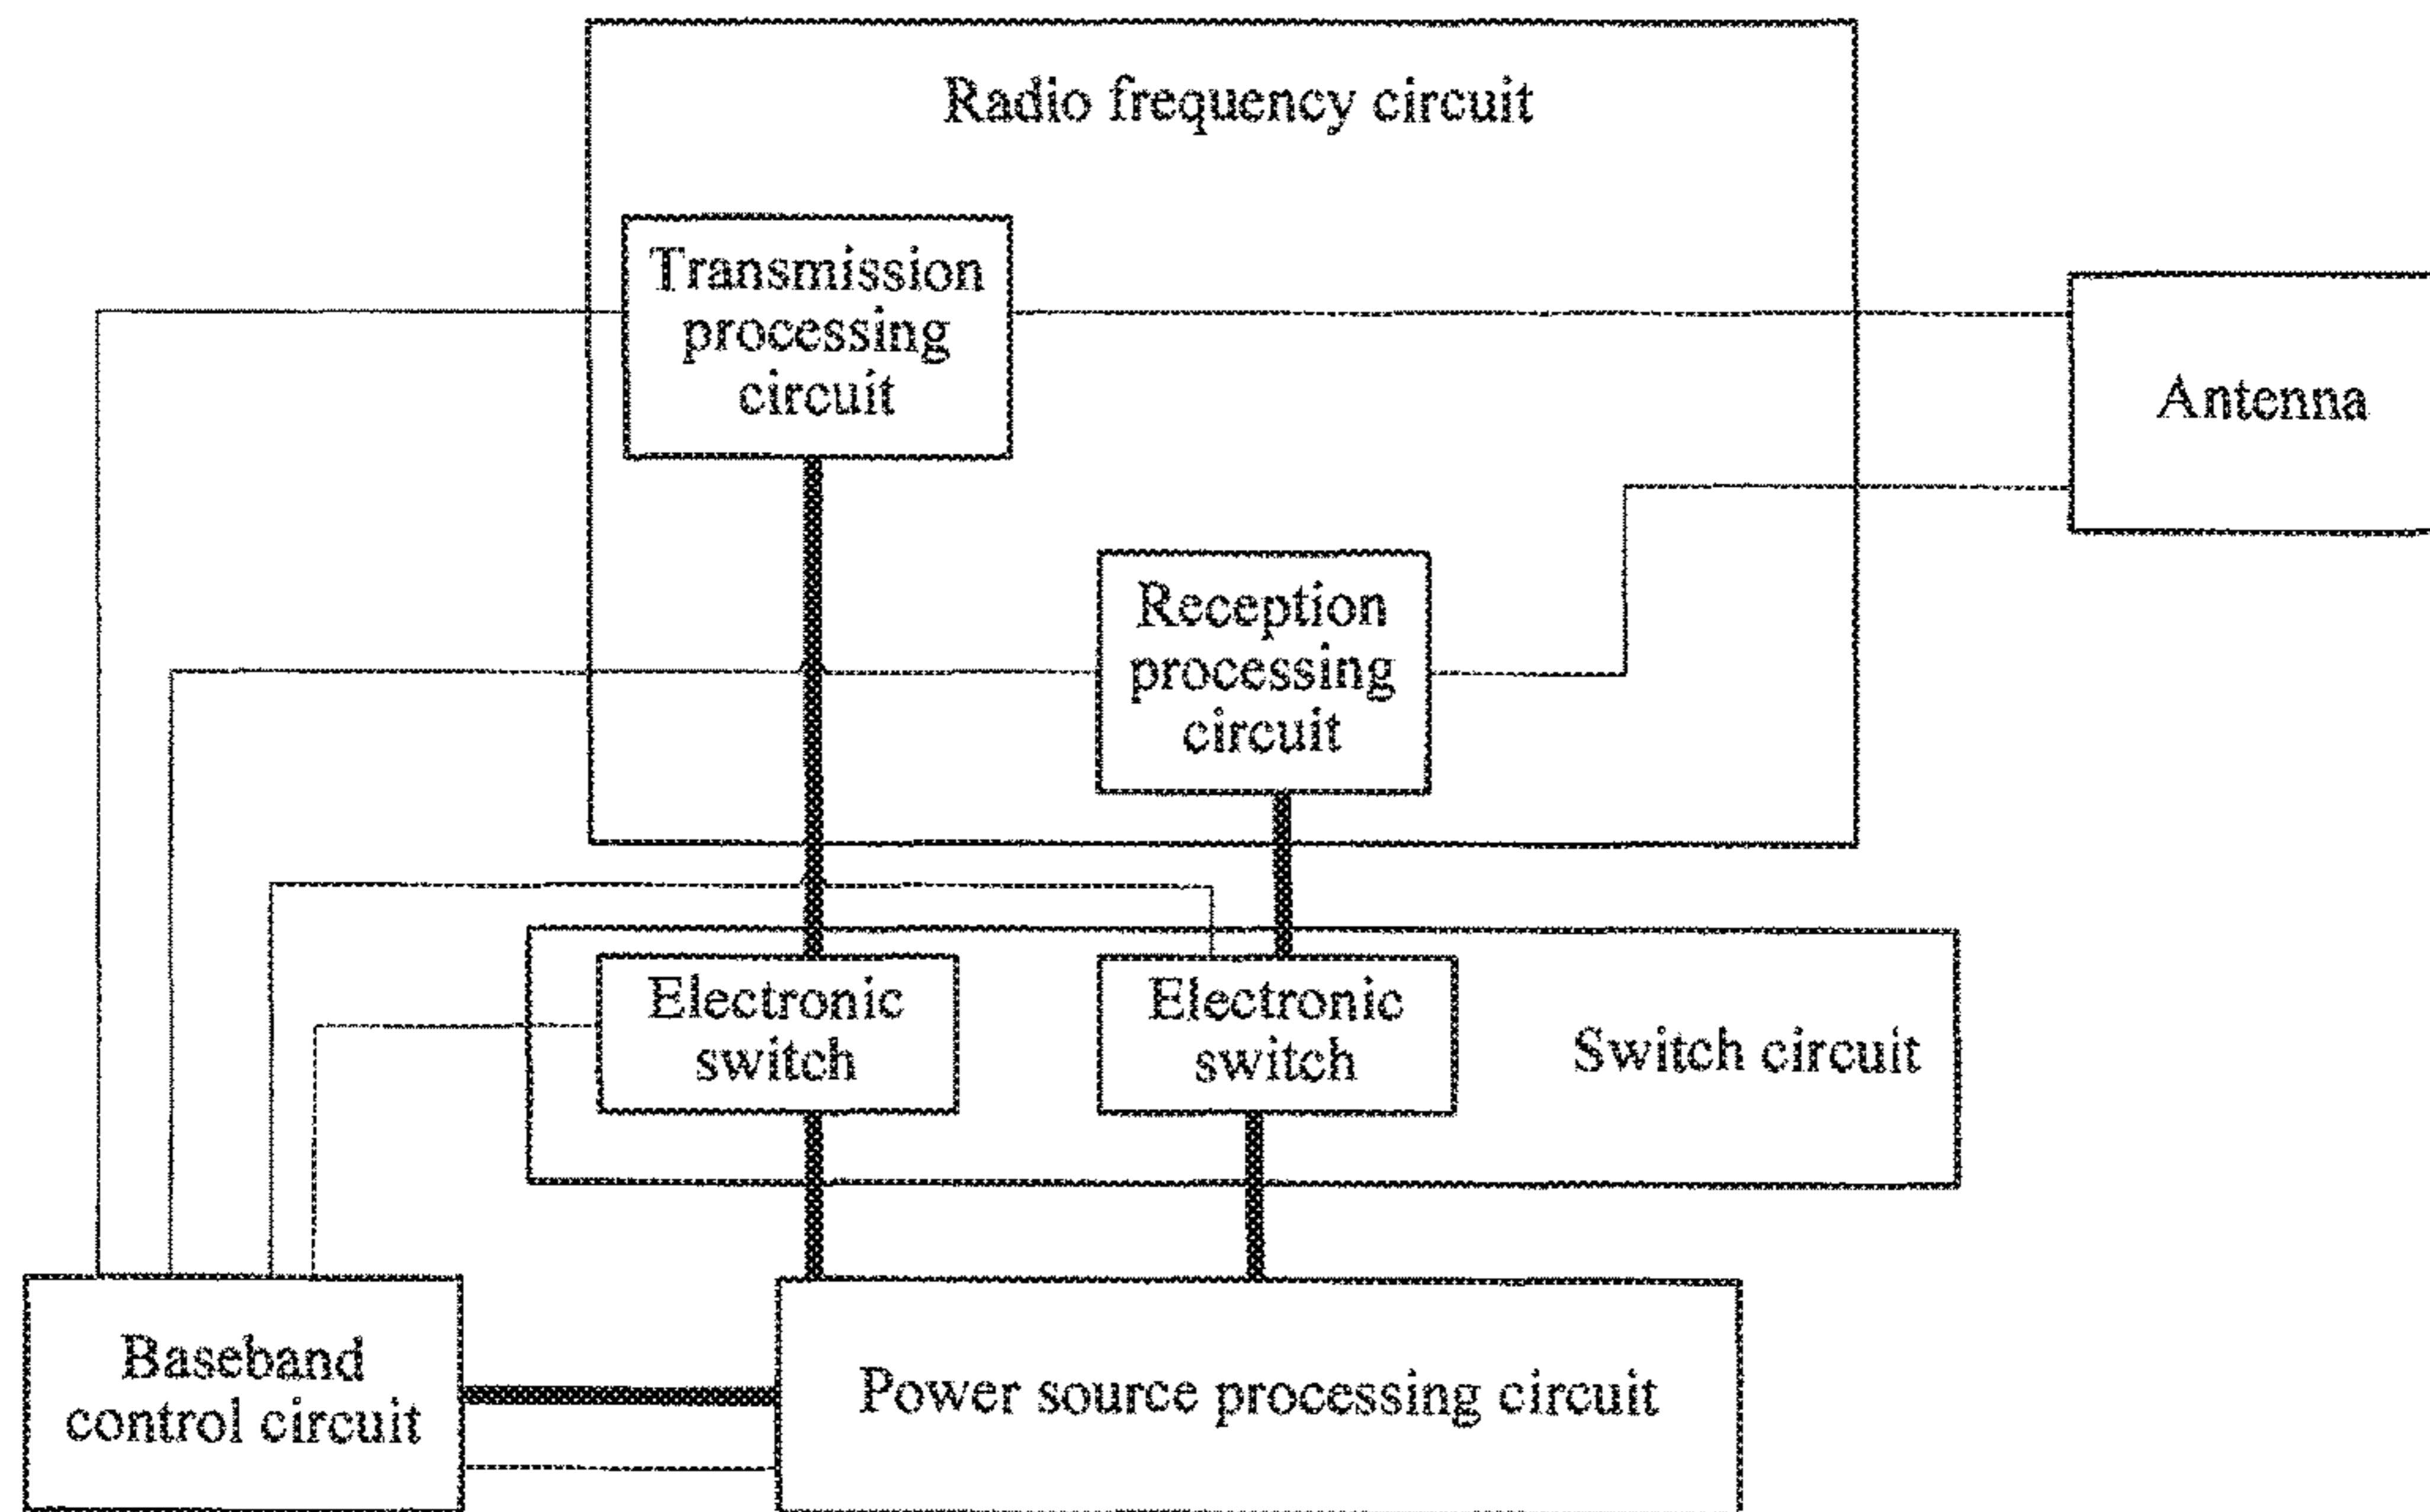 Radio frequency circuit
Transmission
processing
circuit
Antenna
Reception
processing
circuit
Electronic
switch
Electronic
switch
Switch circuit
Baseband
control circuit
Power source processing circuit